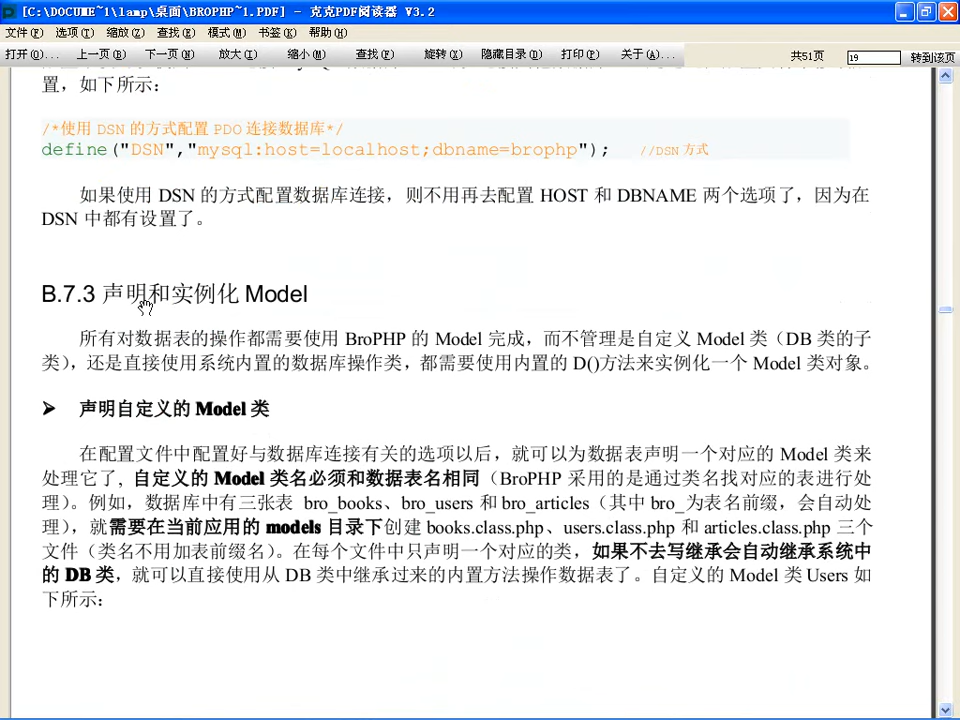 [C:\DOCUME~1\lamp\桌面\BROPHP~1.PDF] - 克克PDF阅读器 V3.2
文件(F) 选项(T) 缩放(Z) 查找(K) 模式(M) 书签(K) 帮助(H)
打开(O)... 上一页(B) 下一页(N) 放大(I) 缩小(M) 查找(F) 旋转(Y) 隐藏目录(D) 打印(P) 关于(A)... 共51页 19 转到该页
置，如下所示：
/*使用 DSN 的方式配置 PDO 连接数据库*/
define("DSN","mysql:host=localhost;dbname=brophp"); //DSN 方式
如果使用 DSN 的方式配置数据库连接，则不用再去配置 HOST 和 DBNAME 两个选项了，因为在
DSN 中都有设置了。
B.7.3 声明和实例化 Model
所有对数据表的操作都需要使用 BroPHP 的 Model 完成，而不管理是自定义 Model 类（DB 类的子
类），还是直接使用系统内置的数据库操作类，都需要使用内置的 D()方法来实例化一个 Model 类对象。
➢ 声明自定义的 Model 类
在配置文件中配置好与数据库连接有关的选项以后，就可以为数据表声明一个对应的 Model 类来
处理它了, 自定义的 Model 类名必须和数据表名相同（BroPHP 采用的是通过类名找对应的表进行处
理）。例如，数据库中有三张表 bro_books、bro_users 和 bro_articles（其中 bro_为表名前缀，会自动处
理），就需要在当前应用的 models 目录下创建 books.class.php、users.class.php 和 articles.class.php 三个
文件（类名不用加表前缀名）。在每个文件中只声明一个对应的类，如果不去写继承会自动继承系统中
的 DB 类，就可以直接使用从 DB 类中继承过来的内置方法操作数据表了。自定义的 Model 类 Users 如
下所示：